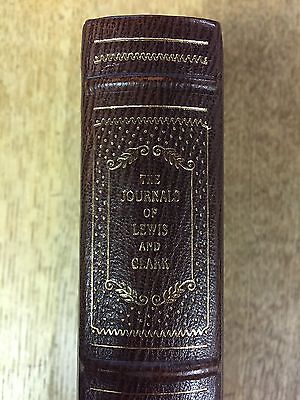 THE
JOURNALS
OF
LEWIS
AND
CLARK